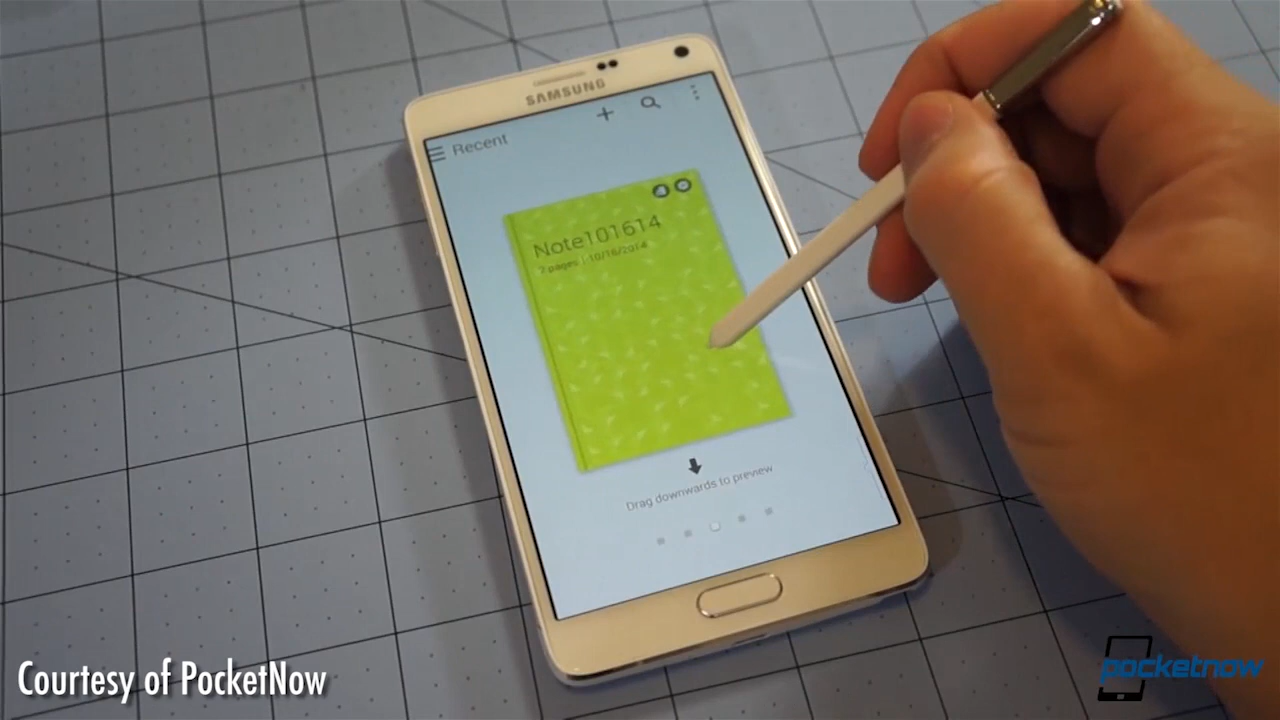 SAMSUNG
Recent
Note101614
2 pages | 10/16/2014
Drag downwards to preview
Courtesy of PocketNow
pocketnow